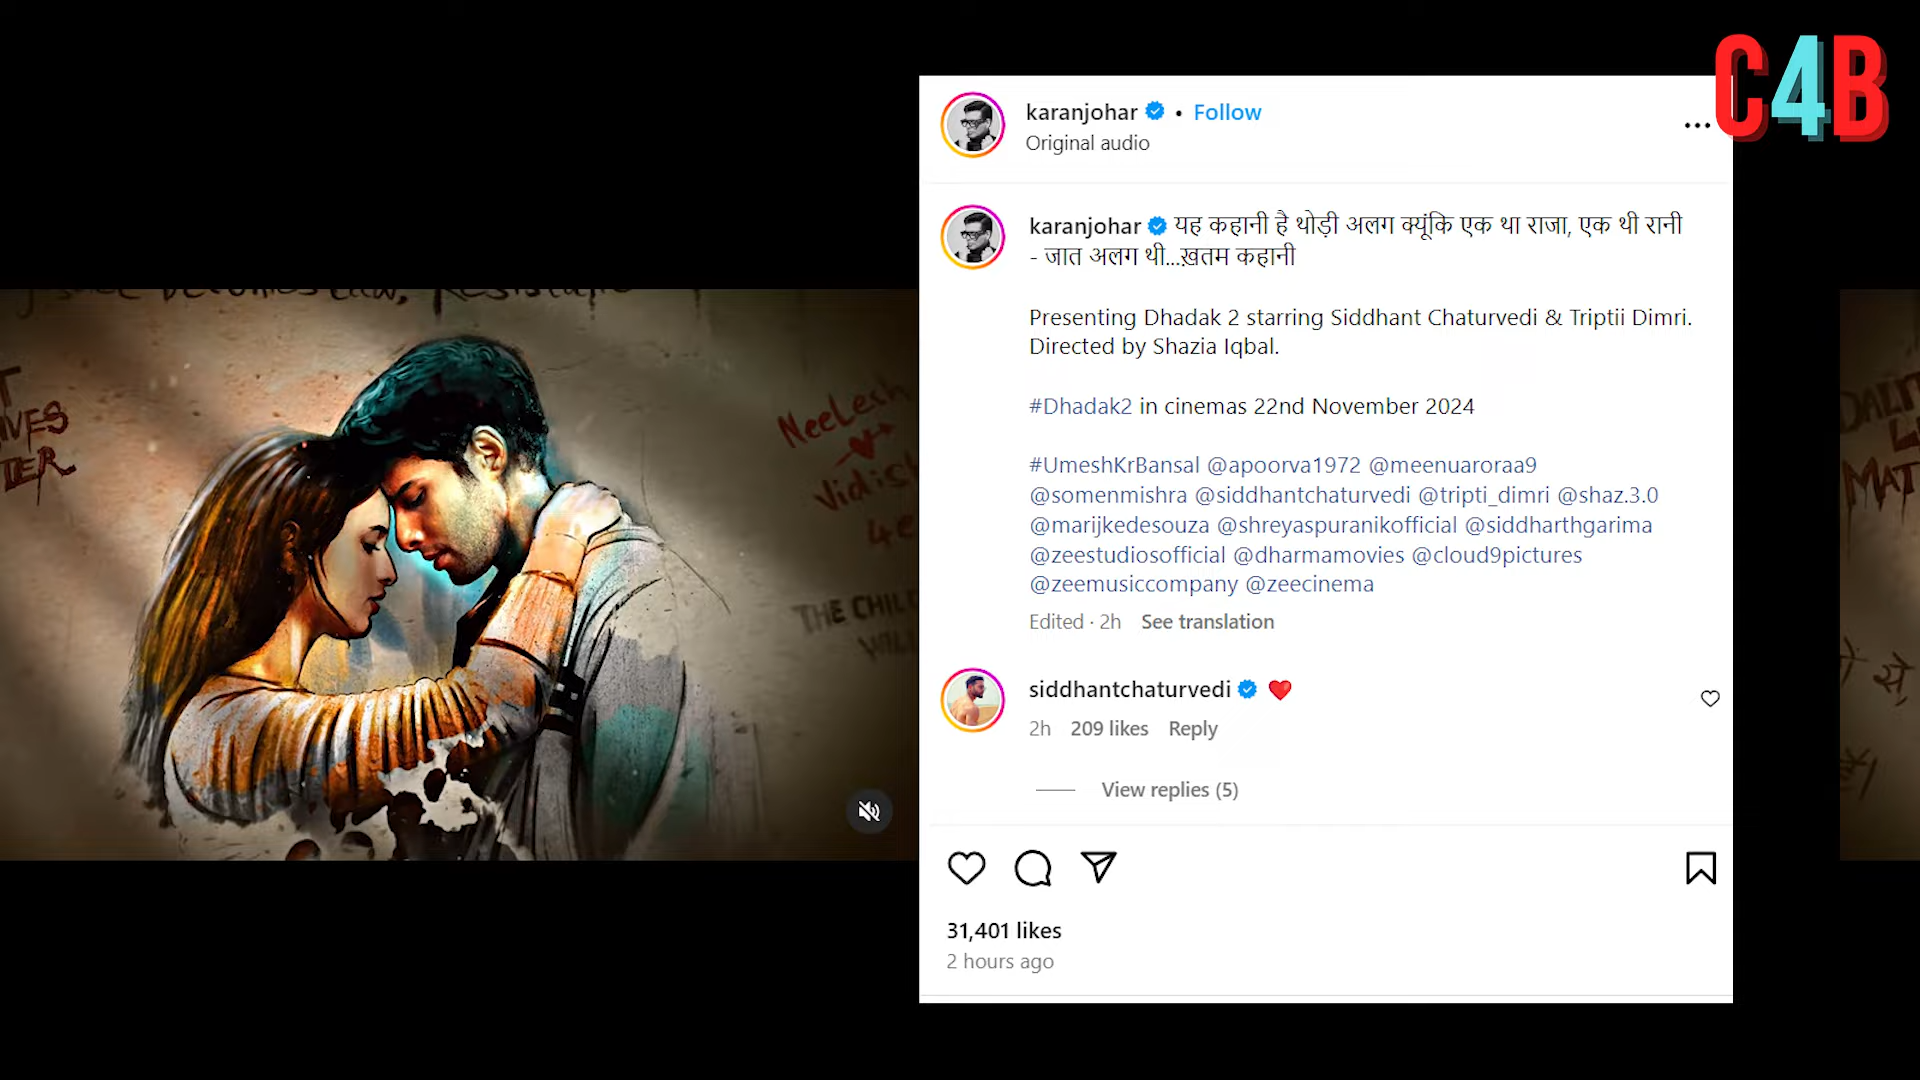 C4B
karanjohar • Follow
Original audio
karanjohar यह कहानी है थोड़ी अलग क्यूंकि एक था राजा, एक थी रानी
- जात अलग थी...ख़तम कहानी
Presenting Dhadak 2 starring Siddhant Chaturvedi & Triptii Dimri.
Directed by Shazia Iqbal.
#Dhadak2 in cinemas 22nd November 2024
#UmeshKrBansal @apoorva1972 @meenuaroraa9
@somenmishra @siddhantchaturvedi @tripti_dimri @shaz.3.0
@marijkedesouza @shreyaspuranikofficial @siddharthgarima
@zeestudiosofficial @dharmamovies @cloud9pictures
@zeemusiccompany @zeecinema
Edited · 2h See translation
siddhantchaturvedi ❤️
2h 209 likes Reply
View replies (5)
31,401 likes
2 hours ago
NeeLesh
THE CHIL
DALIT
MAT